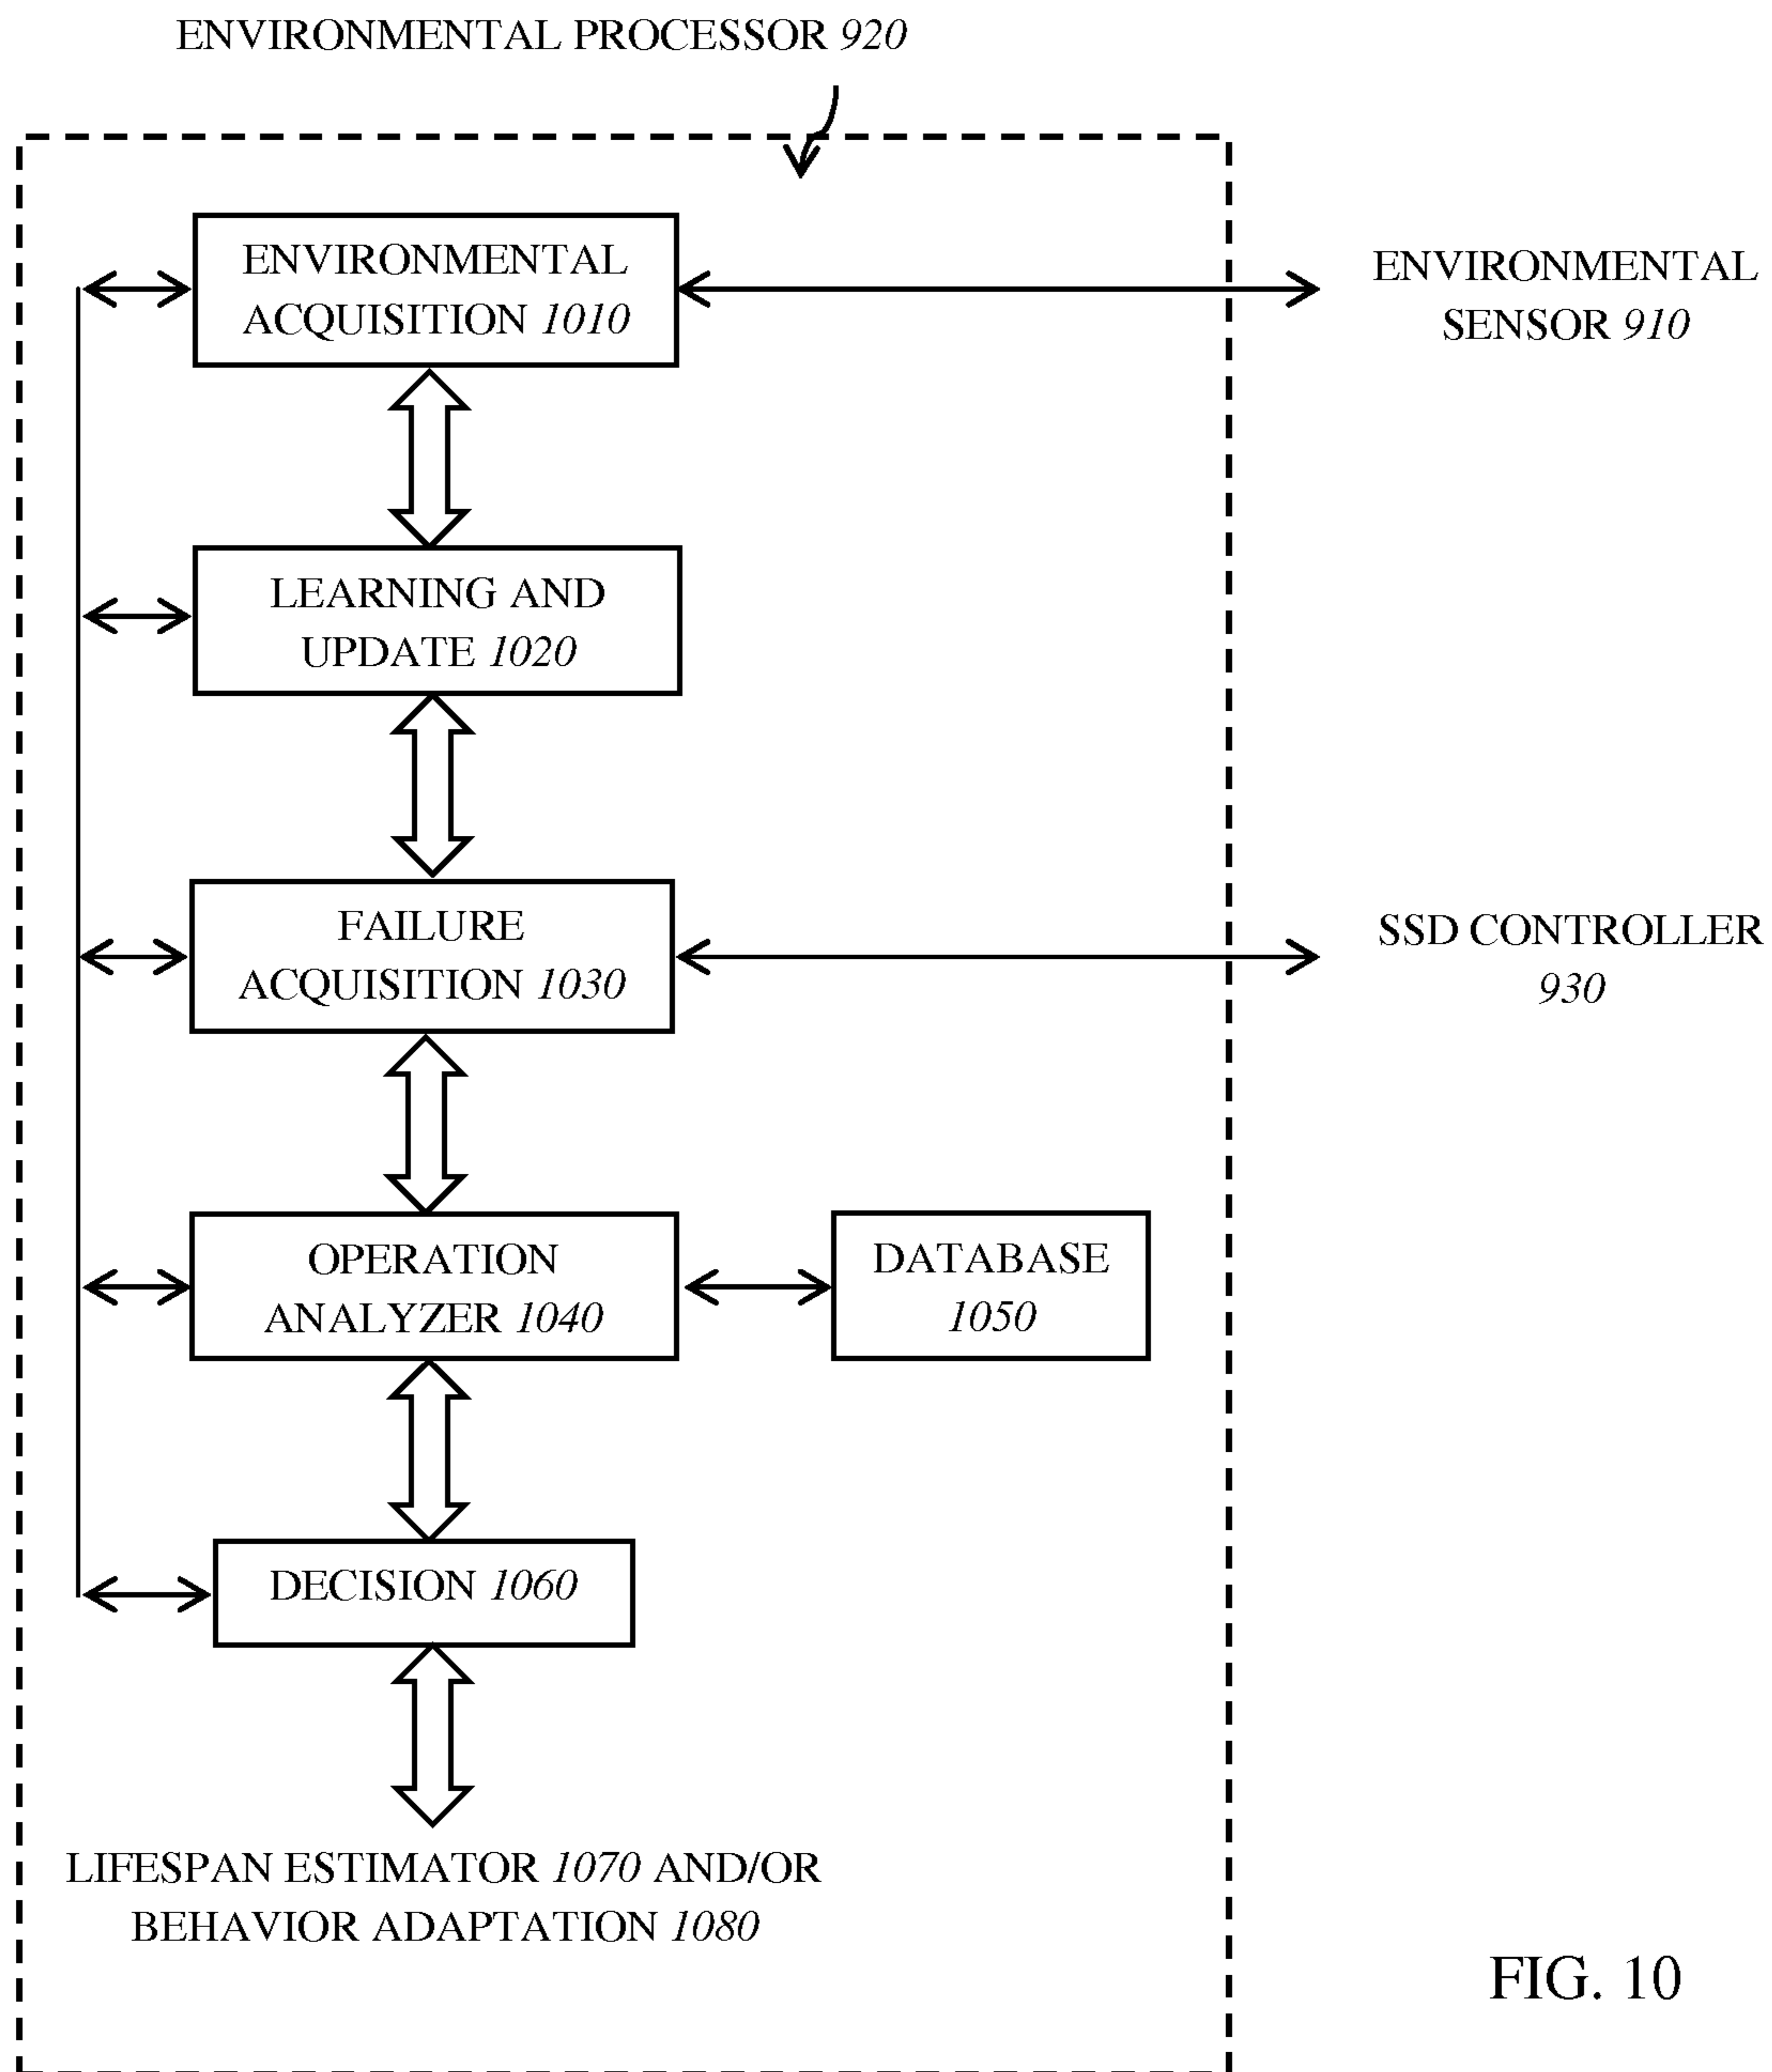 ENVIRONMENTAL PROCESSOR 920
ENVIRONMENTAL
ACQUISITION 1010
ENVIRONMENTAL
SENSOR 910
LEARNING AND
UPDATE 1020
FAILURE
ACQUISITION 1030
SSD CONTROLLER
930
OPERATION
ANALYZER 1040
DATABASE
1050
DECISION 1060
LIFESPAN ESTIMATOR 1070 AND/OR
BEHAVIOR ADAPTATION 1080
FIG. 10